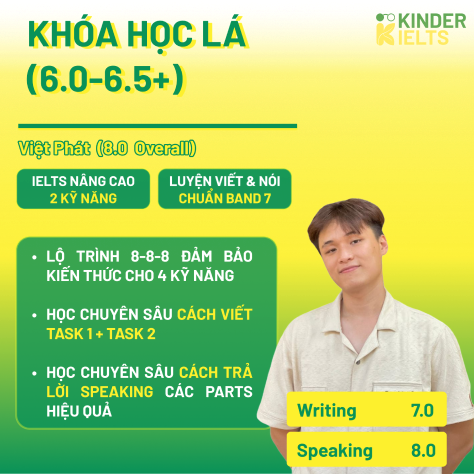 KHÓA HỌC LÁ
(6.0-6.5+)
KINDER
IELTS
Việt Phát (8.0 Overall)
IELTS NÂNG CAO
2 KỸ NĂNG
LUYỆN VIẾT & NÓI
CHUẨN BAND 7
• LỘ TRÌNH 8-8-8 ĐẢM BẢO
KIẾN THỨC CHO 4 KỸ NĂNG
• HỌC CHUYÊN SÂU CÁCH VIẾT
TASK 1 + TASK 2
• HỌC CHUYÊN SÂU CÁCH TRẢ
LỜI SPEAKING CÁC PARTS
HIỆU QUẢ
Writing 7.0
Speaking 8.0